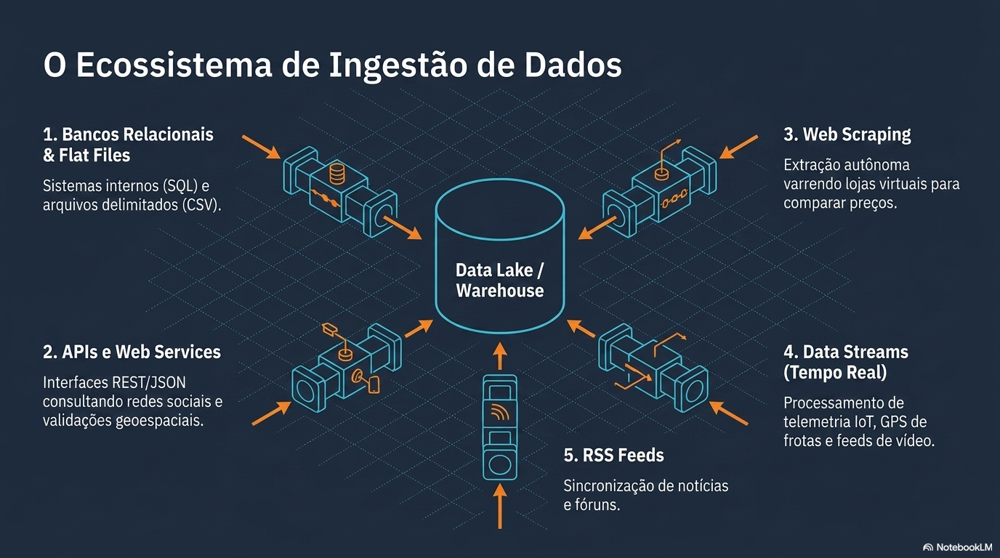 O Ecossistema de Ingestão de Dados
1. Bancos Relacionais
& Flat Files
Sistemas internos (SQL) e
arquivos delimitados (CSV).
2. APIs e Web Services
Interfaces REST/JSON
consultando redes sociais e
validações geoespaciais.
Data Lake /
Warehouse
3. Web Scraping
Extração autônoma
varrendo lojas virtuais para
comparar preços.
4. Data Streams
(Tempo Real)
Processamento de
telemetria IoT, GPS de
frotas e feeds de vídeo.
5. RSS Feeds
Sincronização de notícias
e fóruns.
NotebookLM